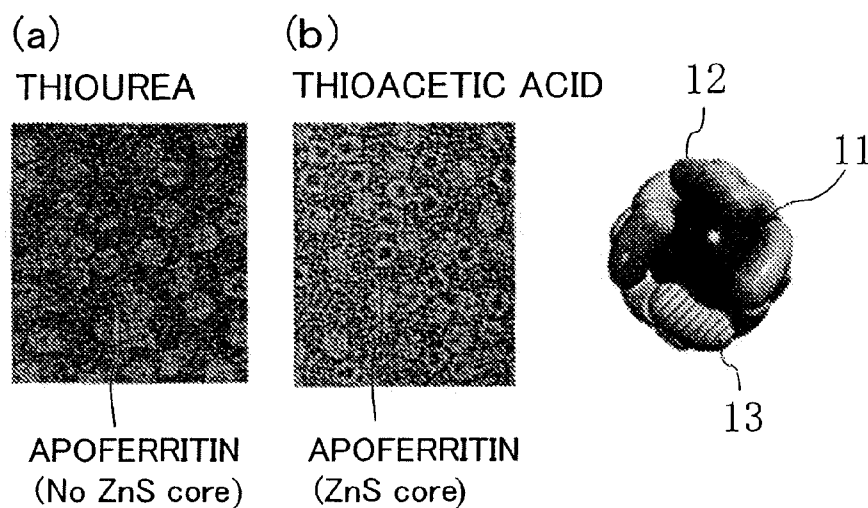 (a)
THIOUREA
APOFERRITIN
(No ZnS core)
(b)
THIOACETIC ACID
APOFERRITIN
(ZnS core)
12
11
13